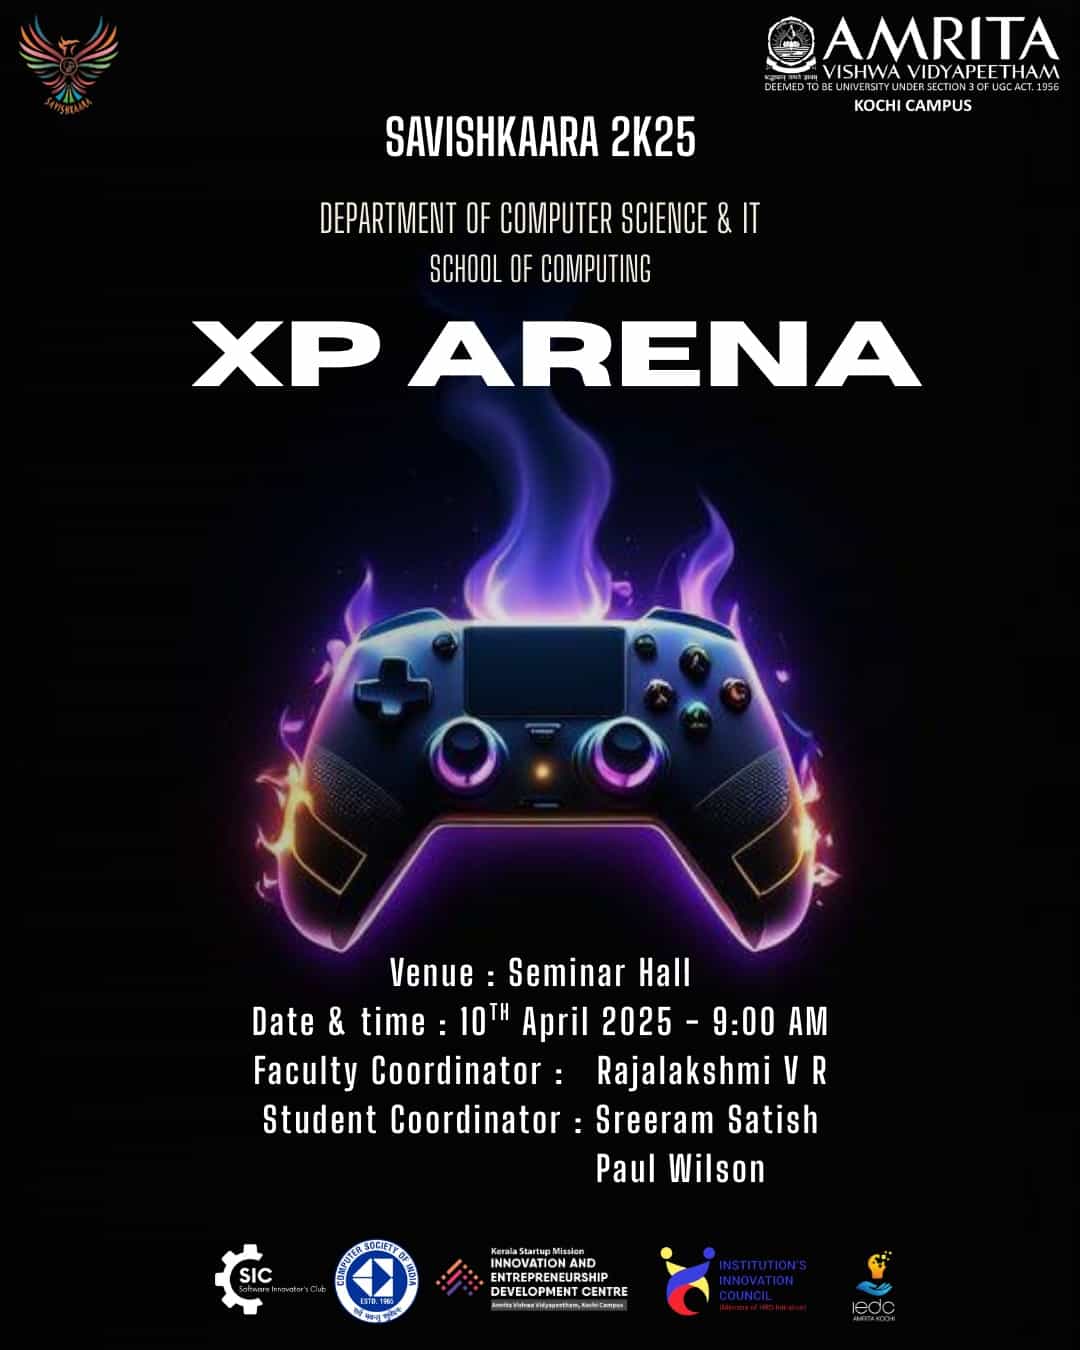 SAVISHKAARA
AMRITA
VISHWA VIDYAPEETHAM
DEEMED TO BE UNIVERSITY UNDER SECTION 3 OF UGC ACT. 1956
KOCHI CAMPUS
SAVISHKAARA 2K25
DEPARTMENT OF COMPUTER SCIENCE & IT
SCHOOL OF COMPUTING
XP ARENA
Venue : Seminar Hall
Date & time : 10TH April 2025 - 9:00 AM
Faculty Coordinator : Rajalakshmi V R
Student Coordinator : Sreeram Satish
Paul Wilson
SIC
Software Innovator's Club
COMPUTER SOCIETY OF INDIA
ESTD. 1965
Kerala Startup Mission
INNOVATION AND
ENTREPRENEURSHIP
DEVELOPMENT CENTRE
Amrita Vishwa Vidyapeetham, Kochi Campus
INSTITUTION'S
INNOVATION
COUNCIL
(Ministry of HRD Initiative)
iedc
AMRITA KOCHI